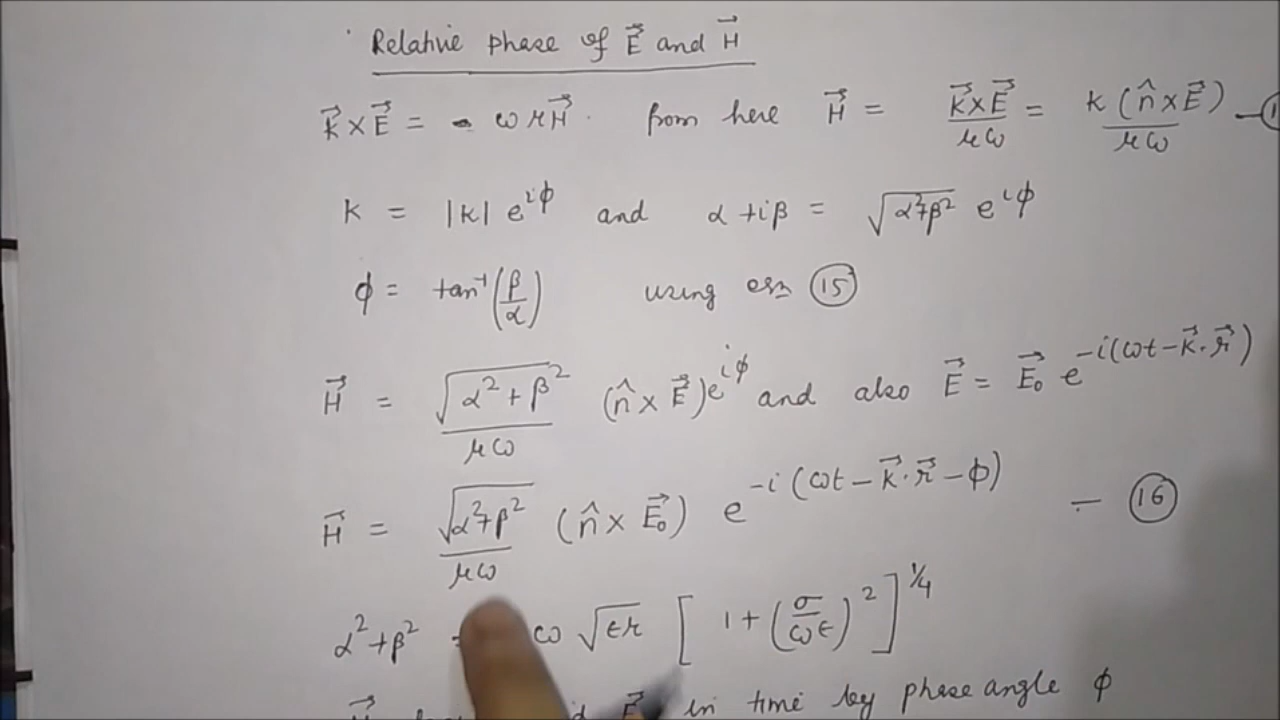 Relative phase of E⃗ and H⃗
K⃗×E⃗ = - ωμH⃗. from here H⃗ = K⃗×E⃗/μω = K(n̂×E⃗)/μω
K = |K| e^{iϕ} and α+iβ = √(α²+β²) e^{iϕ}
ϕ = tan⁻¹(β/α) using eqn (15)
H⃗ = √(α²+β²)/μω (n̂×E⃗)e^{iϕ} and also E⃗ = E⃗₀ e^{-i(ωt-K⃗.r⃗)}
H⃗ = √(α²+β²)/μω (n̂×E⃗₀) e^{-i(ωt-K⃗.r⃗-ϕ)} — (16)
α²+β² = ω√(εμ) [1+(σ/ωε)²]^{1/4}
H⃗ E⃗ in time by phase angle ϕ